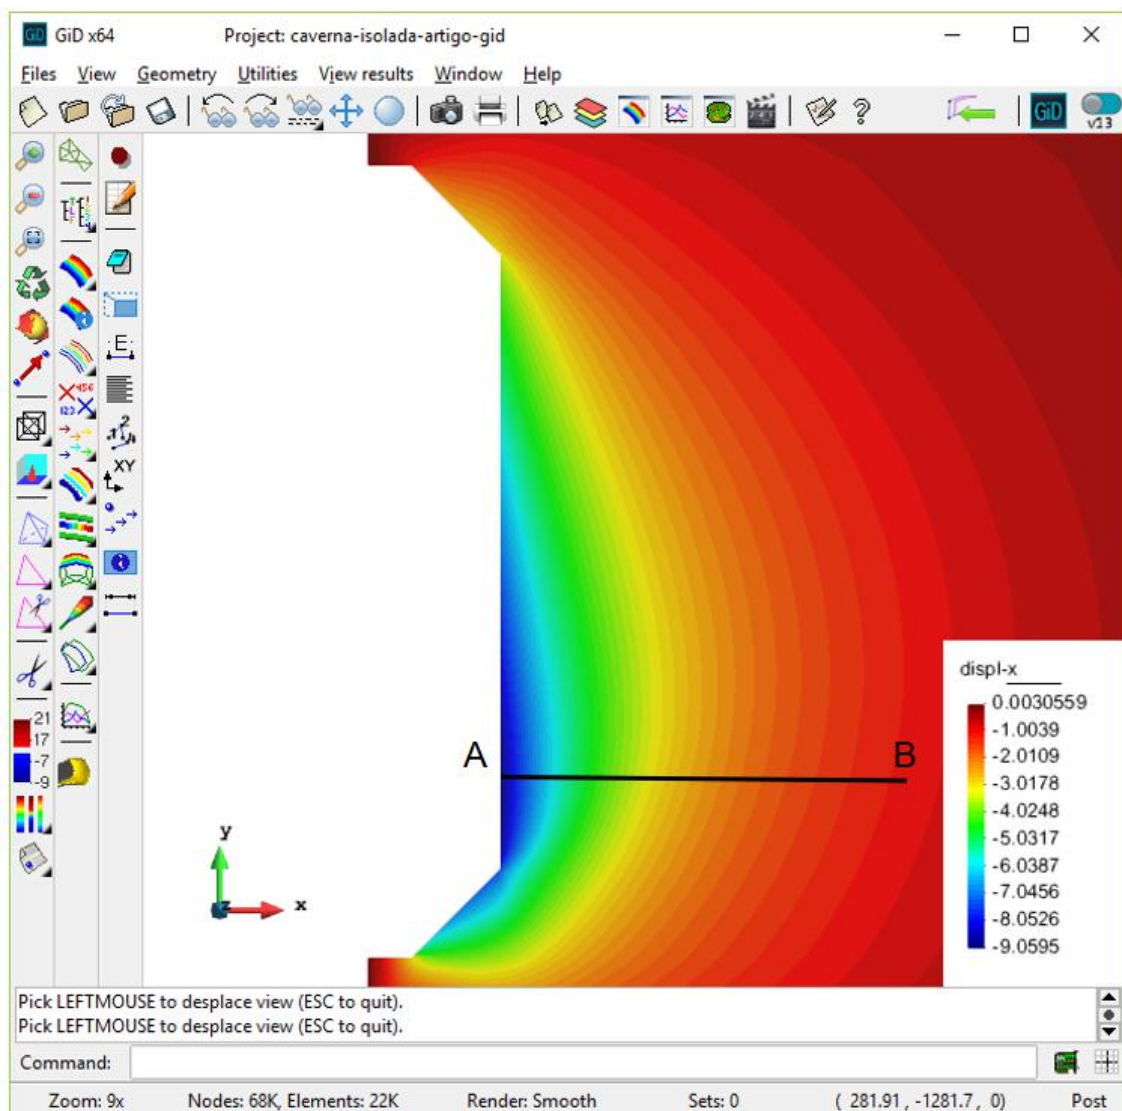 GiD GiD x64 Project: caverna-isolada-artigo-gid
Files View Geometry Utilities View results Window Help
GiD v13
E
XY
21
17
-7
-9
A
B
displ-x
0.0030559
-1.0039
-2.0109
-3.0178
-4.0248
-5.0317
-6.0387
-7.0456
-8.0526
-9.0595
y
z
x
Pick LEFTMOUSE to desplace view (ESC to quit).
Pick LEFTMOUSE to desplace view (ESC to quit).
Command:
Zoom: 9x Nodes: 68K, Elements: 22K Render: Smooth Sets: 0 ( 281.91 , -1281.7 , 0) Post